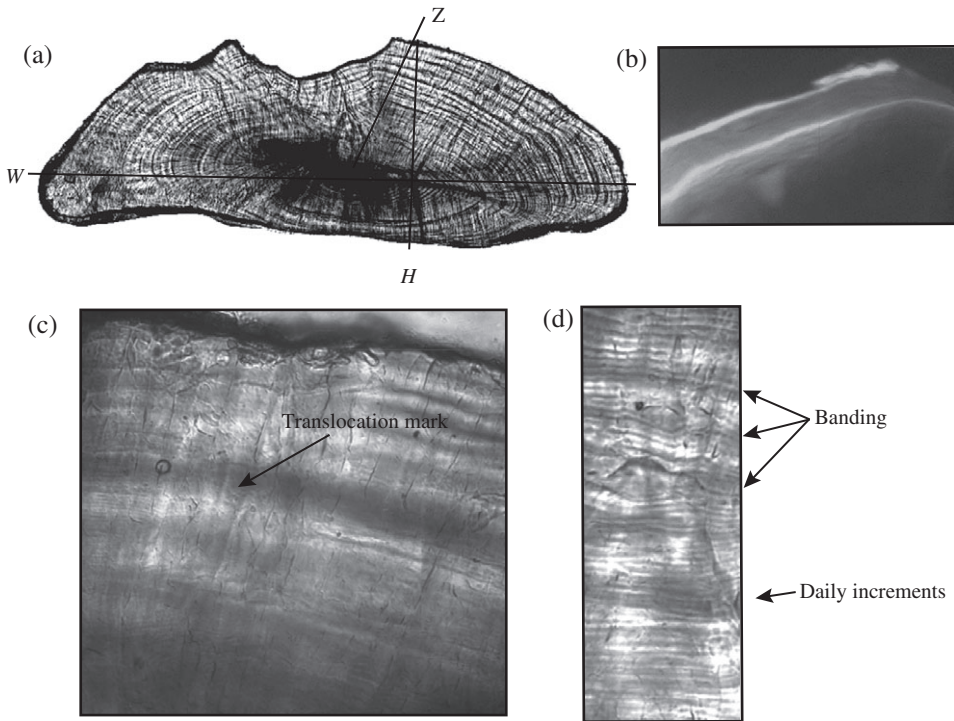 (a)
Z
W
H
(b)
(c)
Translocation mark
(d)
Banding
Daily increments